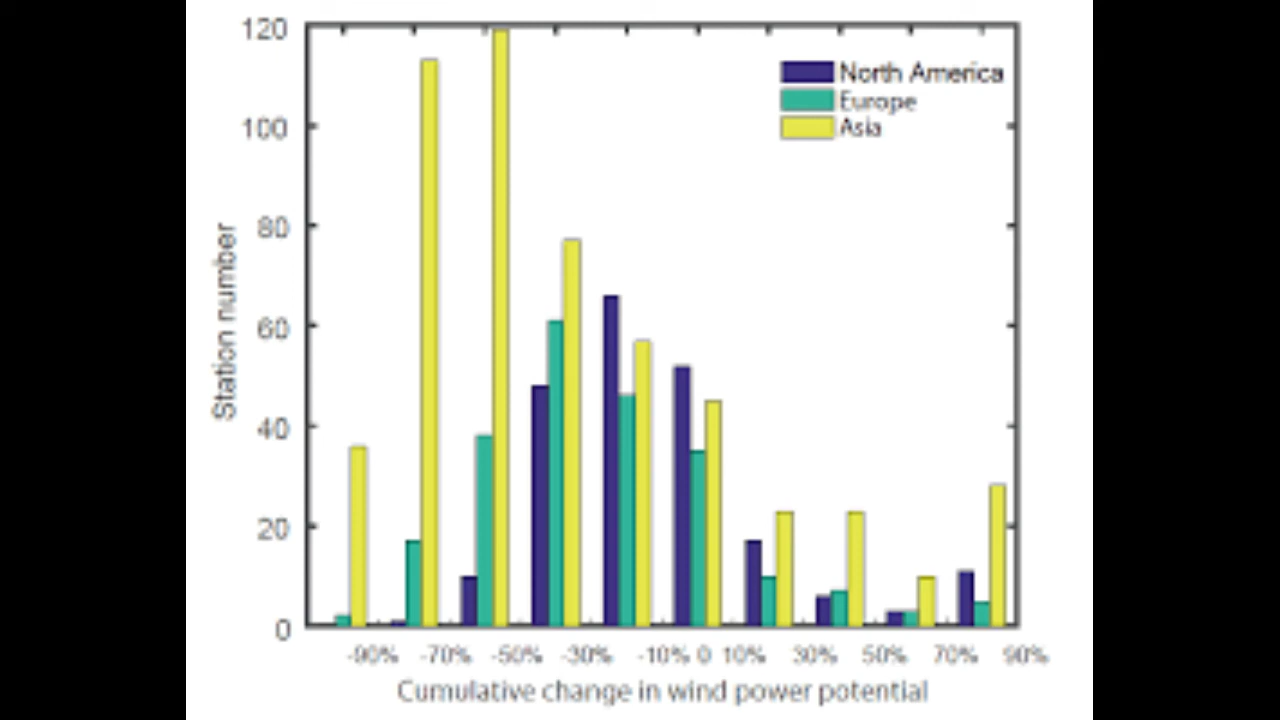 120
100
80
60
40
20
0
Station number
North America
Europe
Asia
-90% -70% -50% -30% -10% 0 10% 30% 50% 70% 90%
Cumulative change in wind power potential